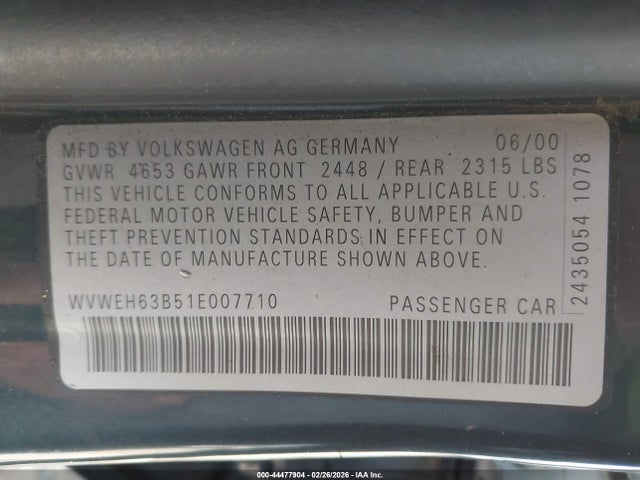 MFD BY VOLKSWAGEN AG GERMANY 06/00
GVWR 4653 GAWR FRONT 2448 / REAR 2315 LBS
THIS VEHICLE CONFORMS TO ALL APPLICABLE U.S.
FEDERAL MOTOR VEHICLE SAFETY, BUMPER AND
THEFT PREVENTION STANDARDS IN EFFECT ON
THE DATE OF MANUFACTURE SHOWN ABOVE.
WVWEH63B51E007710 PASSENGER CAR
2435054 1078
000-44477904 - 02/26/2026 - IAA Inc.